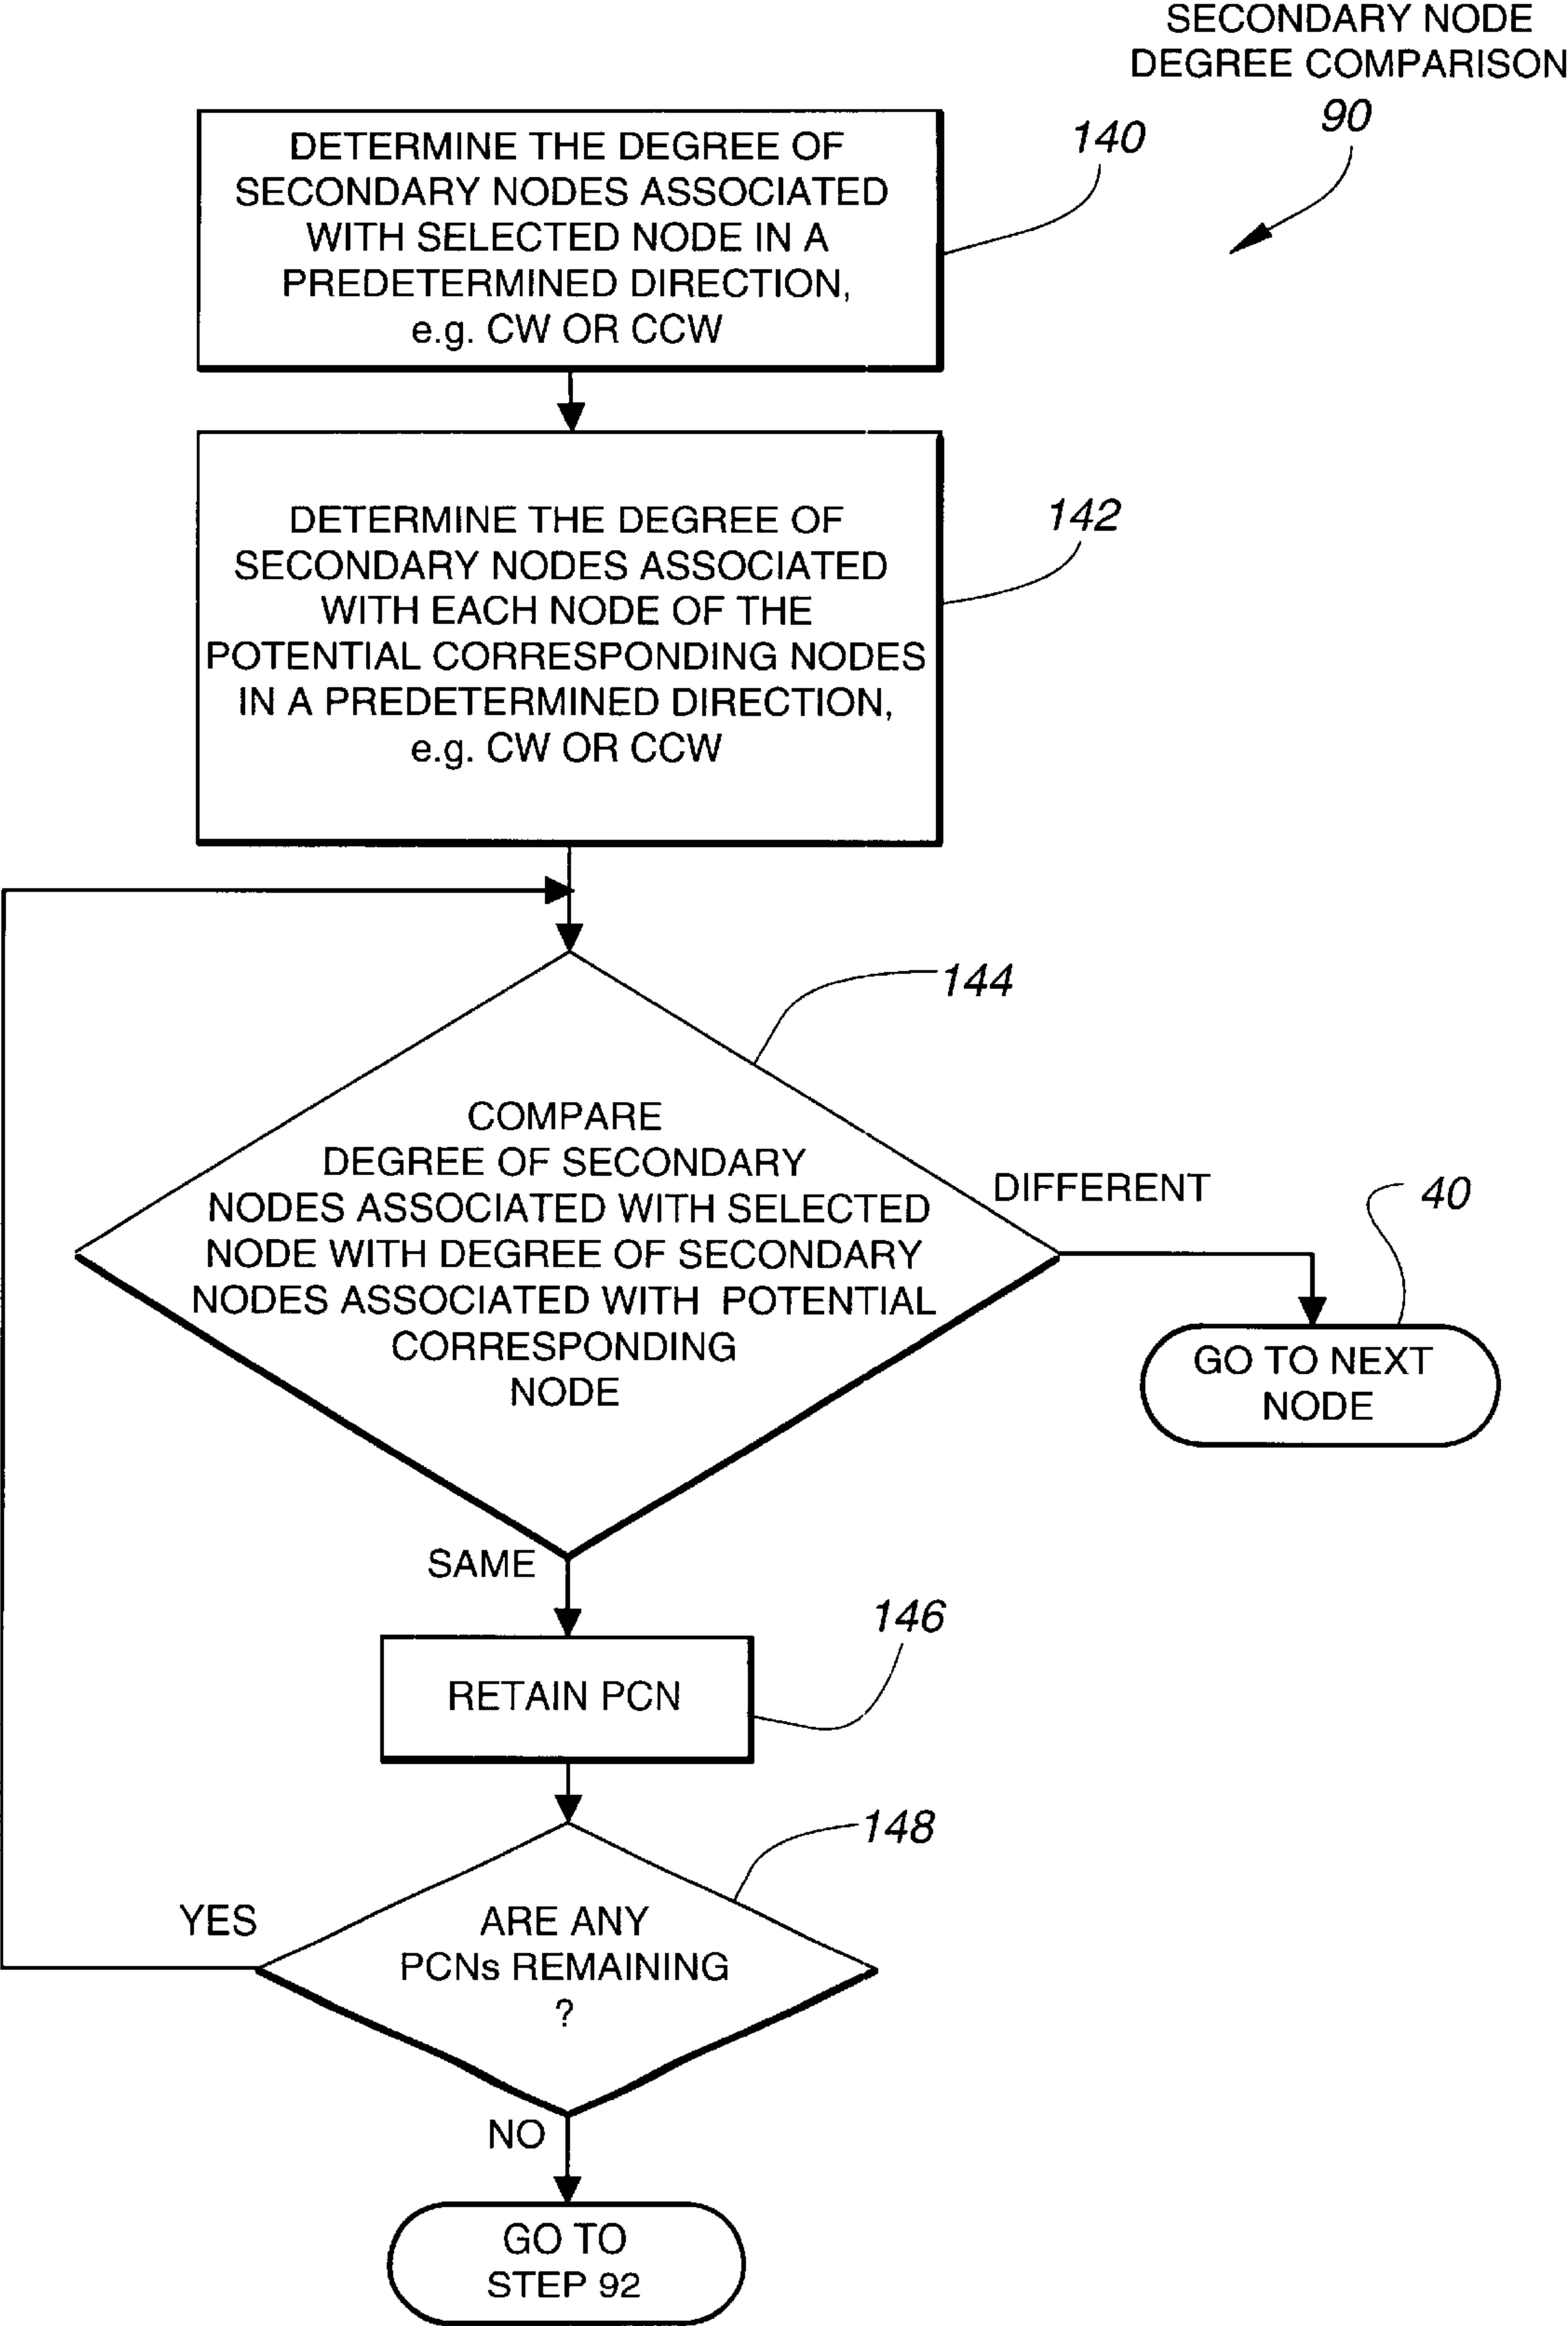 SECONDARY NODE
DEGREE COMPARISON
90
DETERMINE THE DEGREE OF
SECONDARY NODES ASSOCIATED
WITH SELECTED NODE IN A
PREDETERMINED DIRECTION,
e.g. CW OR CCW
140
DETERMINE THE DEGREE OF
SECONDARY NODES ASSOCIATED
WITH EACH NODE OF THE
POTENTIAL CORRESPONDING NODES
IN A PREDETERMINED DIRECTION,
e.g. CW OR CCW
142
144
COMPARE
DEGREE OF SECONDARY
NODES ASSOCIATED WITH SELECTED
NODE WITH DEGREE OF SECONDARY
NODES ASSOCIATED WITH POTENTIAL
CORRESPONDING
NODE
DIFFERENT
40
GO TO NEXT
NODE
SAME
146
RETAIN PCN
148
YES
ARE ANY
PCNs REMAINING
?
NO
GO TO
STEP 92